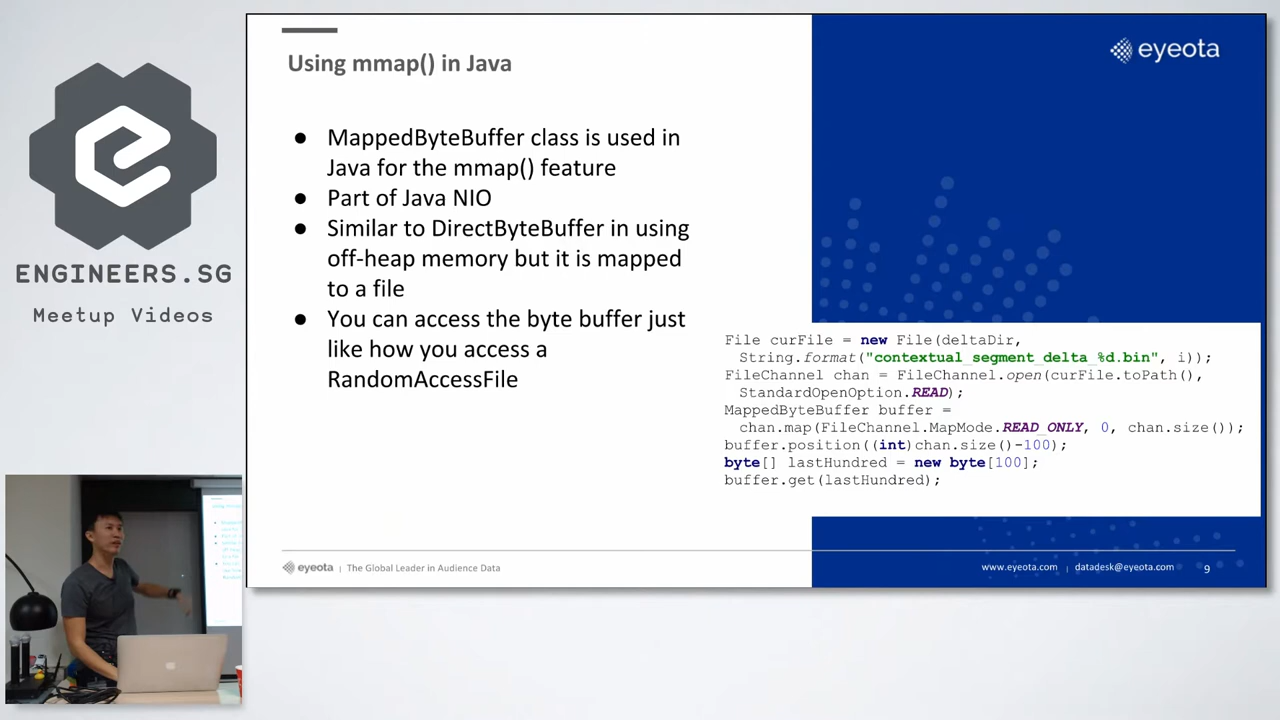 ENGINEERS.SG
Meetup Videos
Using mmap() in Java
eyeota
● MappedByteBuffer class is used in
Java for the mmap() feature
● Part of Java NIO
● Similar to DirectByteBuffer in using
off-heap memory but it is mapped
to a file
● You can access the byte buffer just
like how you access a
RandomAccessFile
File curFile = new File(deltaDir,
String.format("contextual_segment_delta_%d.bin", i));
FileChannel chan = FileChannel.open(curFile.toPath(),
StandardOpenOption.READ);
MappedByteBuffer buffer =
chan.map(FileChannel.MapMode.READ_ONLY, 0, chan.size());
buffer.position((int)chan.size()-100);
byte[] lastHundred = new byte[100];
buffer.get(lastHundred);
eyeota | The Global Leader in Audience Data
www.eyeota.com | datadesk@eyeota.com 9